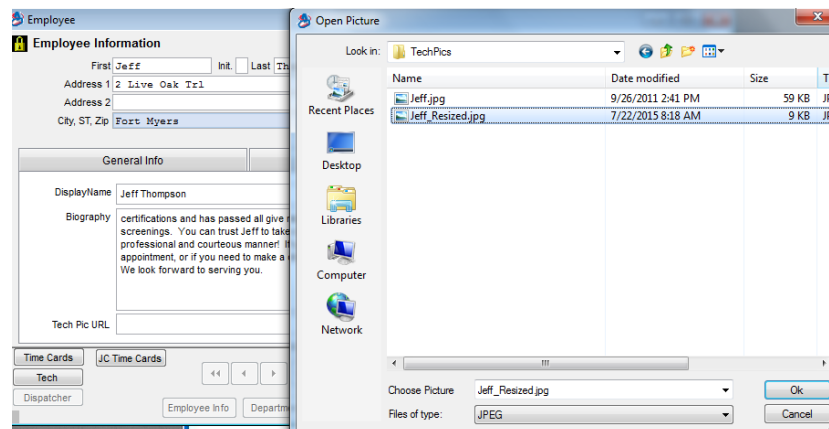 Employee
Employee Information
First Jeff Init. Last Th
Address 1 2 Live Oak Trl
Address 2
City, ST, Zip Fort Myers
General Info
DisplayName Jeff Thompson
Biography certifications and has passed all give
screenings. You can trust Jeff to take
professional and courteous manner!
appointment, or if you need to make a
We look forward to serving you.
Tech Pic URL
Time Cards JC Time Cards
Tech
Dispatcher
Employee Info Departme
Open Picture
Look in: TechPics
Name Date modified Size T
Jeff.jpg 9/26/2011 2:41 PM 59 KB JP
Jeff_Resized.jpg 7/22/2015 8:18 AM 9 KB JP
Recent Places
Desktop
Libraries
Computer
Network
Choose Picture Jeff_Resized.jpg Ok
Files of type: JPEG Cancel